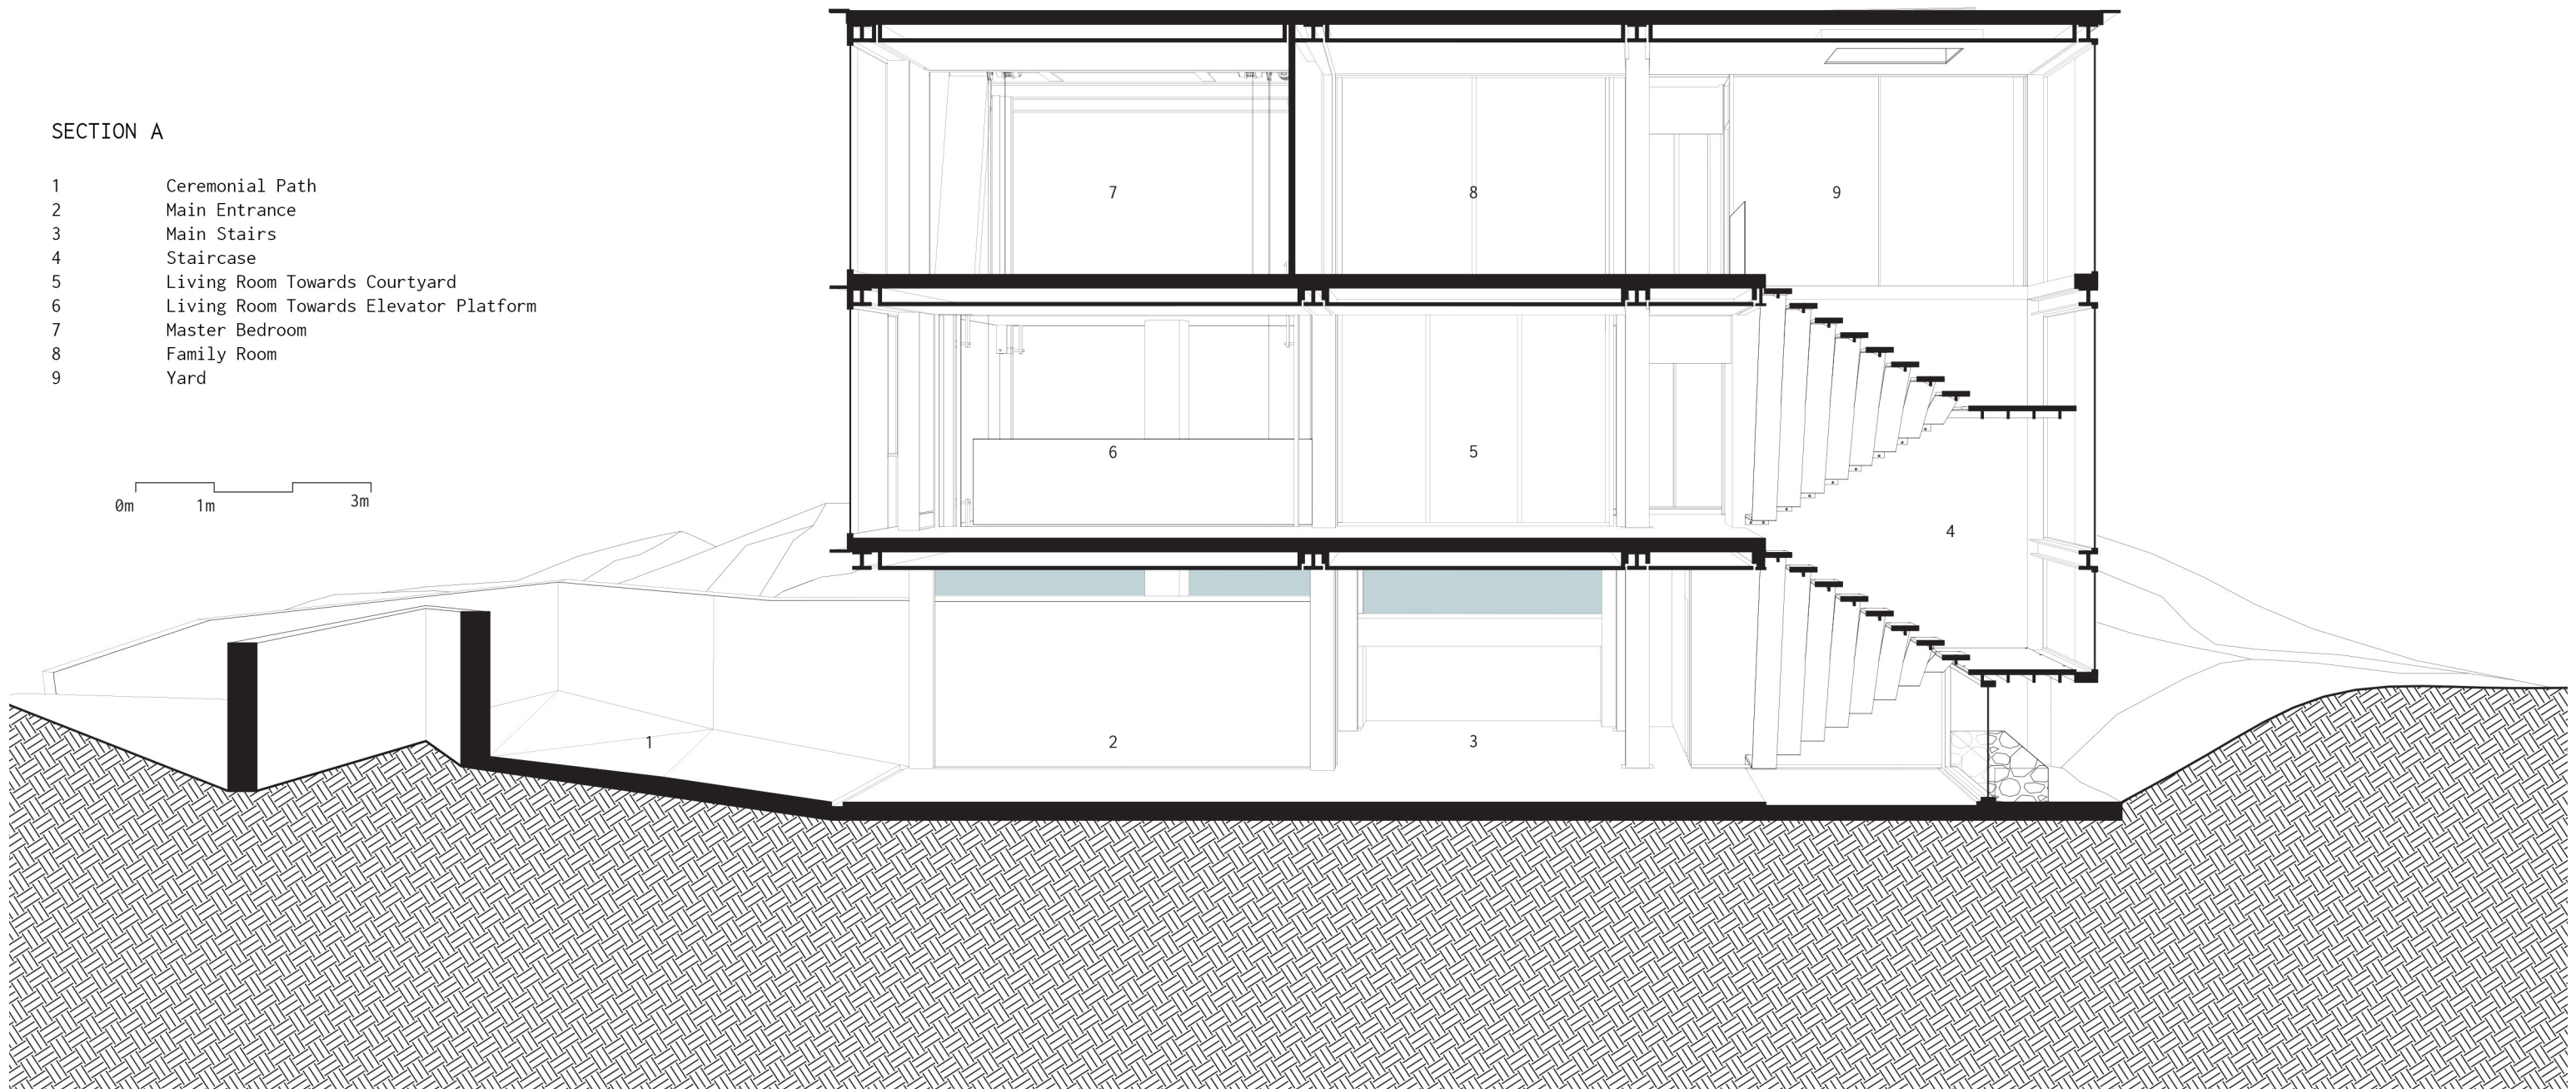 SECTION A
1 Ceremonial Path
2 Main Entrance
3 Main Stairs
4 Staircase
5 Living Room Towards Courtyard
6 Living Room Towards Elevator Platform
7 Master Bedroom
8 Family Room
9 Yard
0m 1m 3m
7 8 9
6 5
4
1 2 3